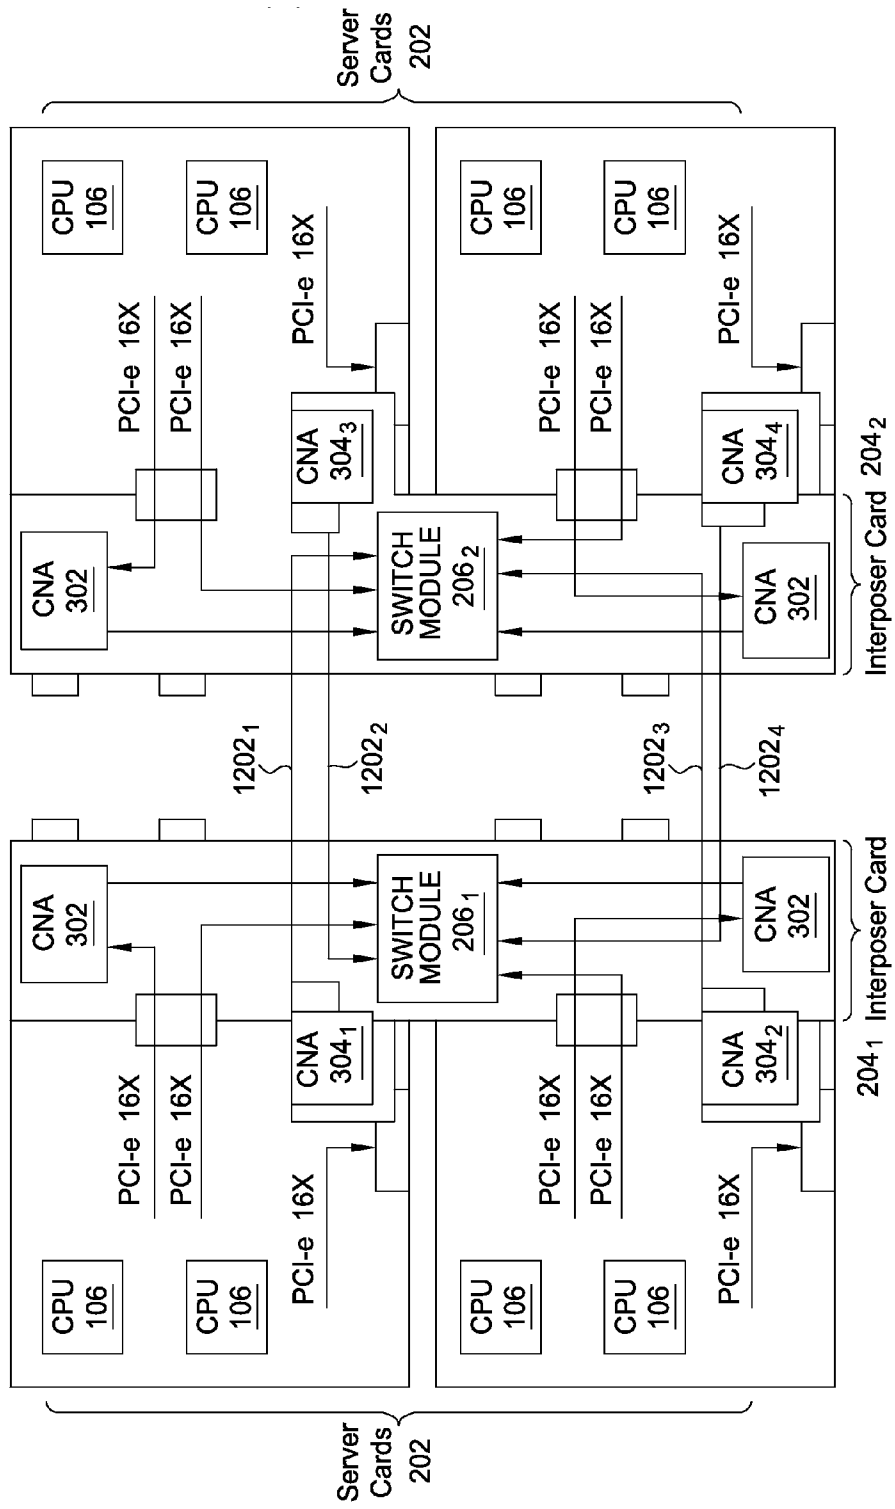 Server
Cards
202
CPU
106
CPU
106
PCI-e 16X
PCI-e 16X
PCI-e 16X
CNA
302
CNA
304₁
SWITCH
MODULE
206₁
CPU
106
CPU
106
PCI-e 16X
PCI-e 16X
PCI-e 16X
CNA
304₂
CNA
302
204₁ Interposer Card
1202₁
1202₂
1202₃
1202₄
CNA
302
PCI-e 16X
PCI-e 16X
CPU
106
CPU
106
PCI-e 16X
CNA
304₃
SWITCH
MODULE
206₂
PCI-e 16X
PCI-e 16X
CPU
106
CPU
106
PCI-e 16X
CNA
302
CNA
304₄
Interposer Card 204₂
Server
Cards
202